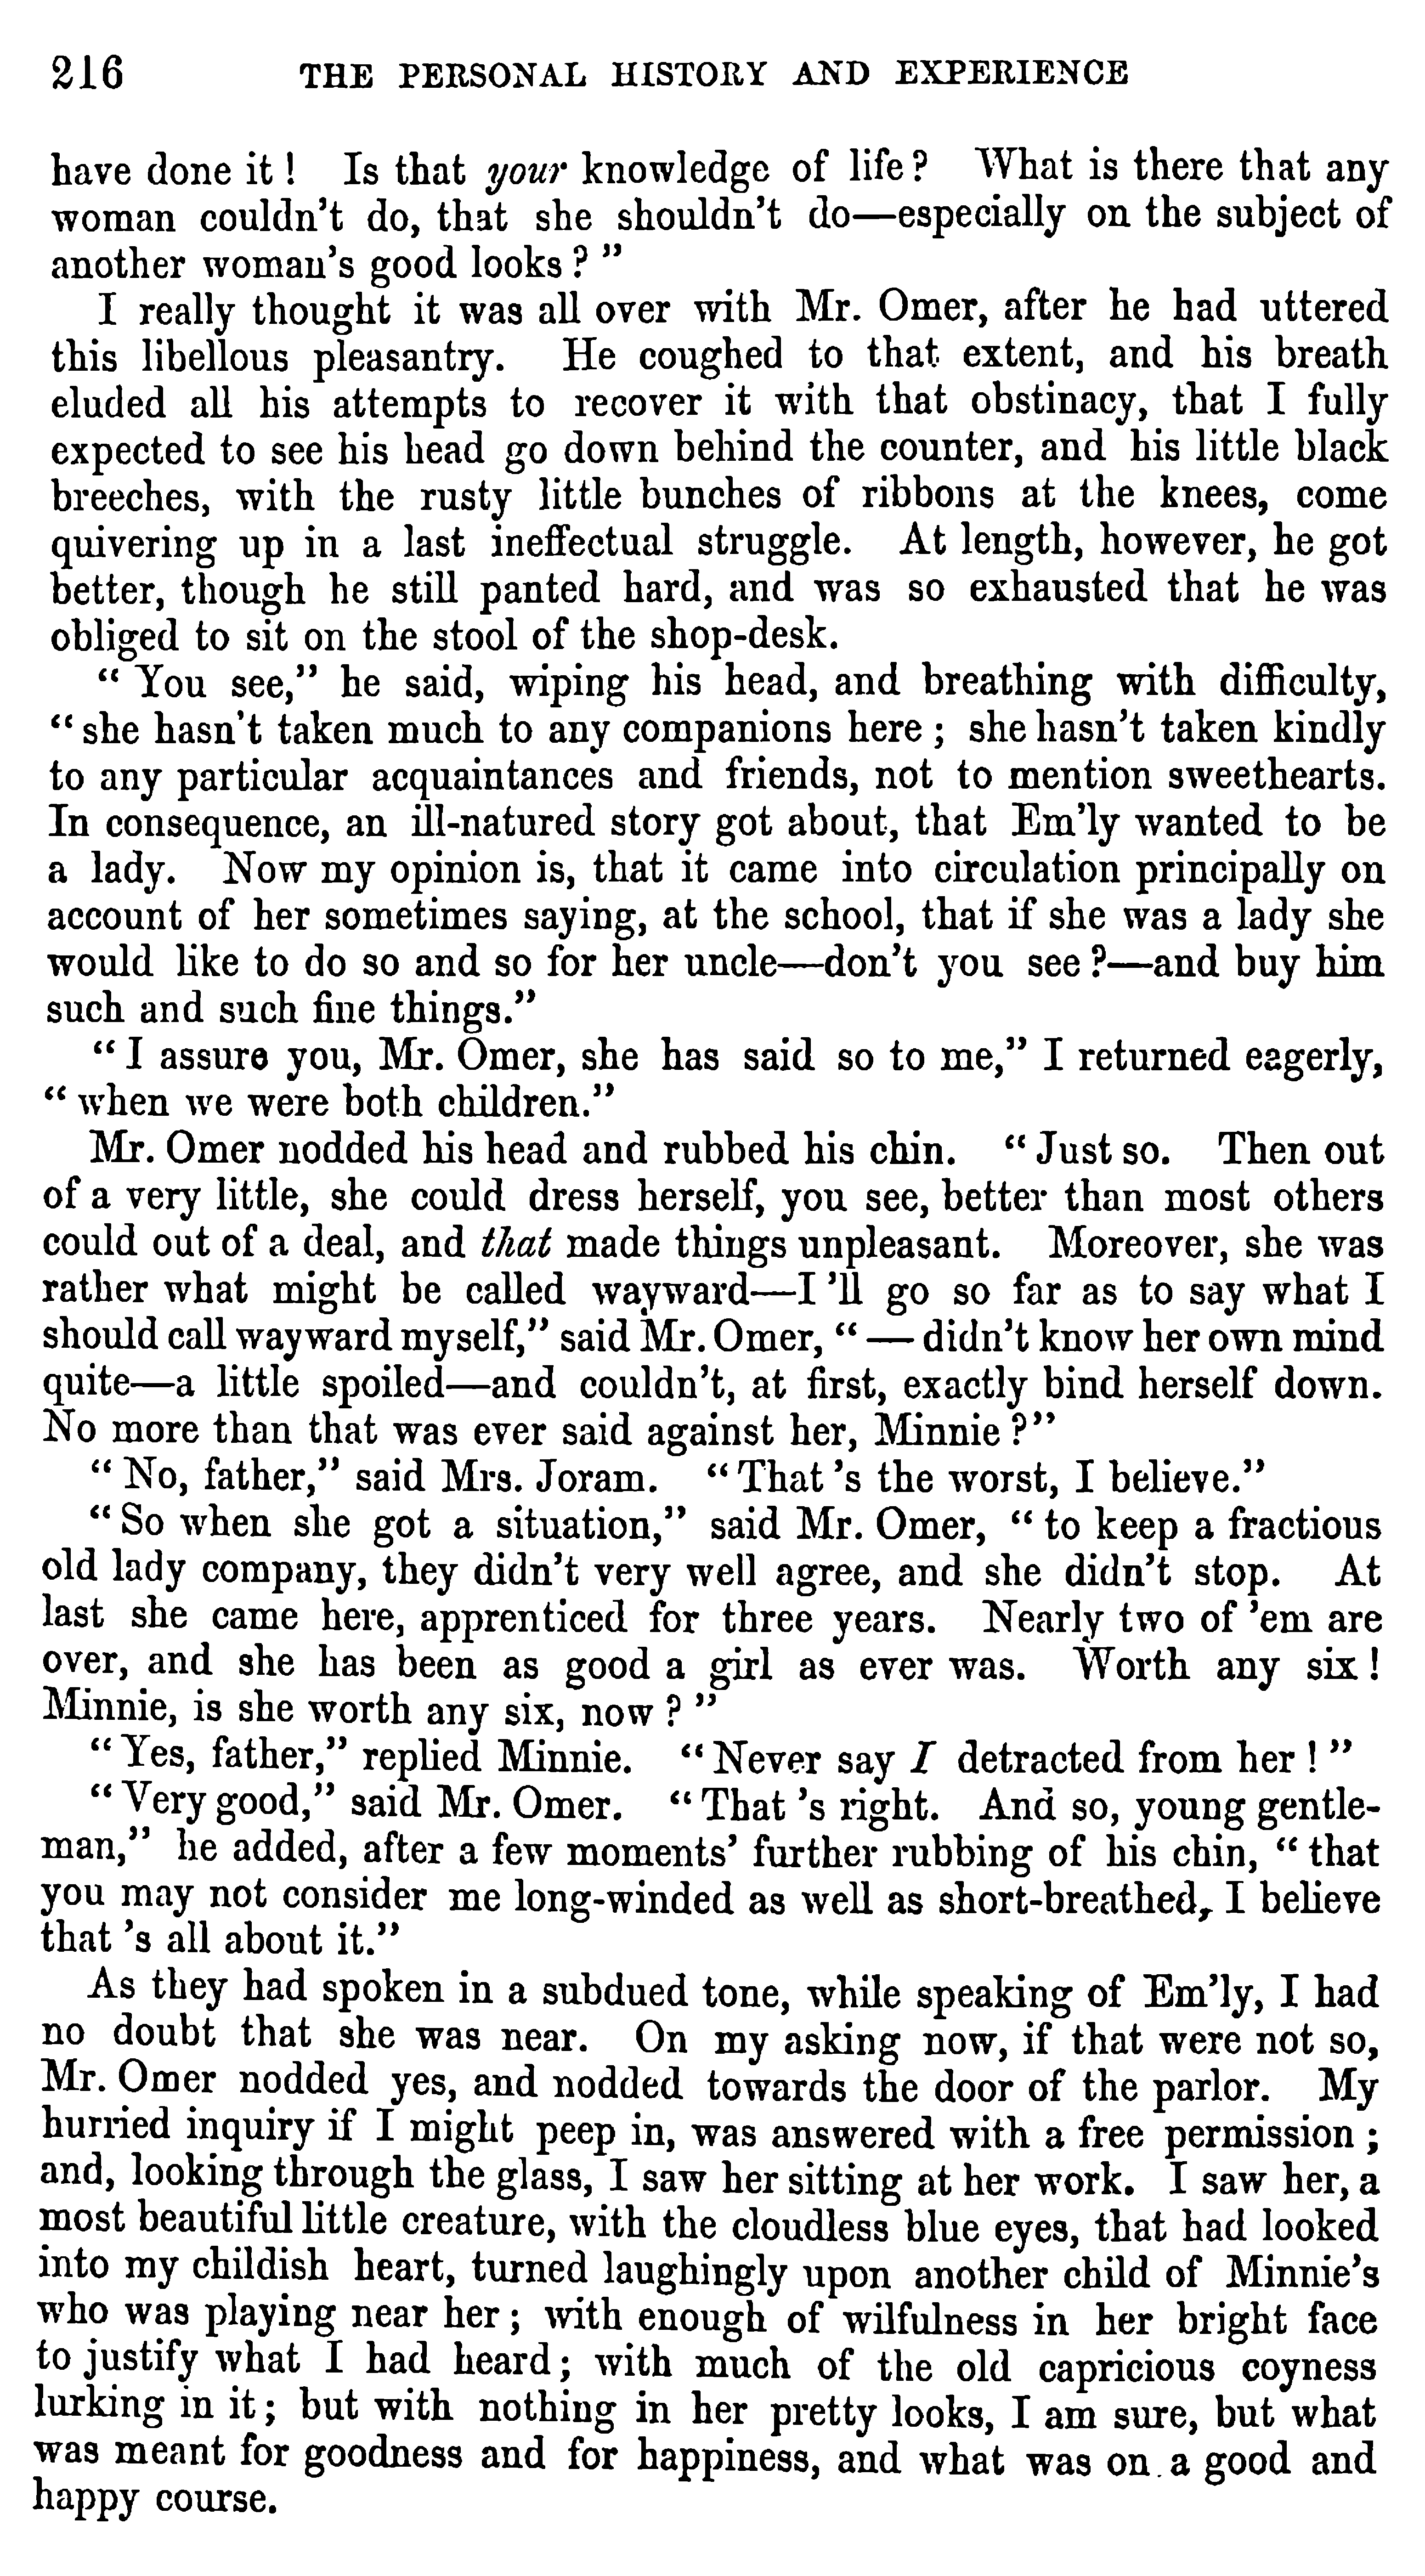 216 THE PERSONAL HISTORY AND EXPERIENCE
have done it! Is that your knowledge of life? What is there that any
woman couldn't do, that she shouldn't do—especially on the subject of
another woman's good looks?"
I really thought it was all over with Mr. Omer, after he had uttered
this libellous pleasantry. He coughed to that extent, and his breath
eluded all his attempts to recover it with that obstinacy, that I fully
expected to see his head go down behind the counter, and his little black
breeches, with the rusty little bunches of ribbons at the knees, come
quivering up in a last ineffectual struggle. At length, however, he got
better, though he still panted hard, and was so exhausted that he was
obliged to sit on the stool of the shop-desk.
"You see," he said, wiping his head, and breathing with difficulty,
"she hasn't taken much to any companions here; she hasn't taken kindly
to any particular acquaintances and friends, not to mention sweethearts.
In consequence, an ill-natured story got about, that Em'ly wanted to be
a lady. Now my opinion is, that it came into circulation principally on
account of her sometimes saying, at the school, that if she was a lady she
would like to do so and so for her uncle—don't you see?—and buy him
such and such fine things."
"I assure you, Mr. Omer, she has said so to me," I returned eagerly,
"when we were both children."
Mr. Omer nodded his head and rubbed his chin. "Just so. Then out
of a very little, she could dress herself, you see, better than most others
could out of a deal, and that made things unpleasant. Moreover, she was
rather what might be called wayward—I 'll go so far as to say what I
should call wayward myself," said Mr. Omer, "— didn't know her own mind
quite—a little spoiled—and couldn't, at first, exactly bind herself down.
No more than that was ever said against her, Minnie?"
"No, father," said Mrs. Joram. "That 's the worst, I believe."
"So when she got a situation," said Mr. Omer, "to keep a fractious
old lady company, they didn't very well agree, and she didn't stop. At
last she came here, apprenticed for three years. Nearly two of 'em are
over, and she has been as good a girl as ever was. Worth any six!
Minnie, is she worth any six, now?"
"Yes, father," replied Minnie. "Never say I detracted from her!"
"Very good," said Mr. Omer. "That 's right. And so, young gentle-
man," he added, after a few moments' further rubbing of his chin, "that
you may not consider me long-winded as well as short-breathed, I believe
that 's all about it."
As they had spoken in a subdued tone, while speaking of Em'ly, I had
no doubt that she was near. On my asking now, if that were not so,
Mr. Omer nodded yes, and nodded towards the door of the parlor. My
hurried inquiry if I might peep in, was answered with a free permission;
and, looking through the glass, I saw her sitting at her work. I saw her, a
most beautiful little creature, with the cloudless blue eyes, that had looked
into my childish heart, turned laughingly upon another child of Minnie's
who was playing near her; with enough of wilfulness in her bright face
to justify what I had heard; with much of the old capricious coyness
lurking in it; but with nothing in her pretty looks, I am sure, but what
was meant for goodness and for happiness, and what was on a good and
happy course.